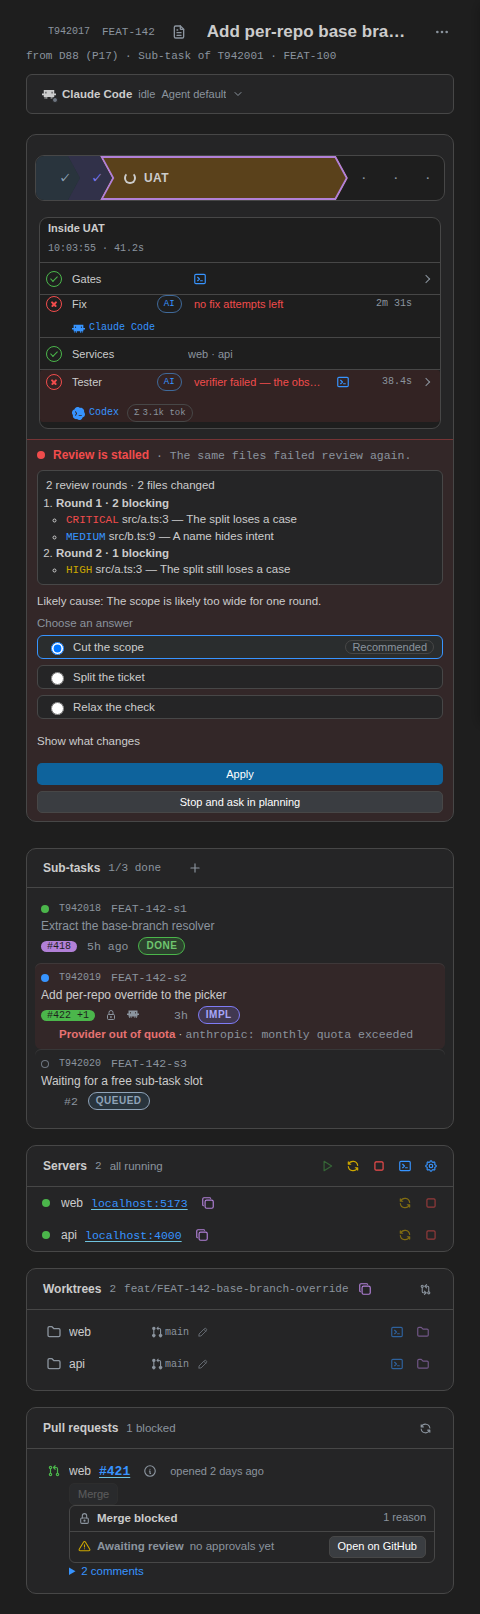 T942017 FEAT-142 Add per-repo base bra…
from D88 (P17) · Sub-task of T942001 · FEAT-100
Claude Code idle Agent default
UAT
Inside UAT
10:03:55 · 41.2s
Gates
Fix AI no fix attempts left 2m 31s
Claude Code
Services web · api
Tester AI verifier failed — the obs… 38.4s
Codex Σ 3.1k tok
Review is stalled · The same files failed review again.
2 review rounds · 2 files changed
1. Round 1 · 2 blocking
CRITICAL src/a.ts:3 — The split loses a case
MEDIUM src/b.ts:9 — A name hides intent
2. Round 2 · 1 blocking
HIGH src/a.ts:3 — The split still loses a case
Likely cause: The scope is likely too wide for one round.
Choose an answer
Cut the scope Recommended
Split the ticket
Relax the check
Show what changes
Apply
Stop and ask in planning
Sub-tasks 1/3 done
T942018 FEAT-142-s1
Extract the base-branch resolver
#418 5h ago DONE
T942019 FEAT-142-s2
Add per-repo override to the picker
#422 +1 3h IMPL
Provider out of quota · anthropic: monthly quota exceeded
T942020 FEAT-142-s3
Waiting for a free sub-task slot
#2 QUEUED
Servers 2 all running
web localhost:5173
api localhost:4000
Worktrees 2 feat/FEAT-142-base-branch-override
web main
api main
Pull requests 1 blocked
web #421 opened 2 days ago
Merge
Merge blocked 1 reason
Awaiting review no approvals yet Open on GitHub
2 comments